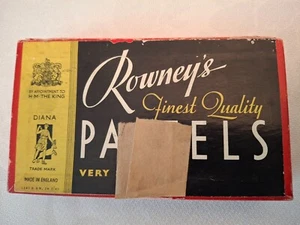 BY APPOINTMENT TO
H·M·THE KING
DIANA
TRADE MARK
MADE IN ENGLAND
Rowney's
Finest Quality
PA ELS
VERY